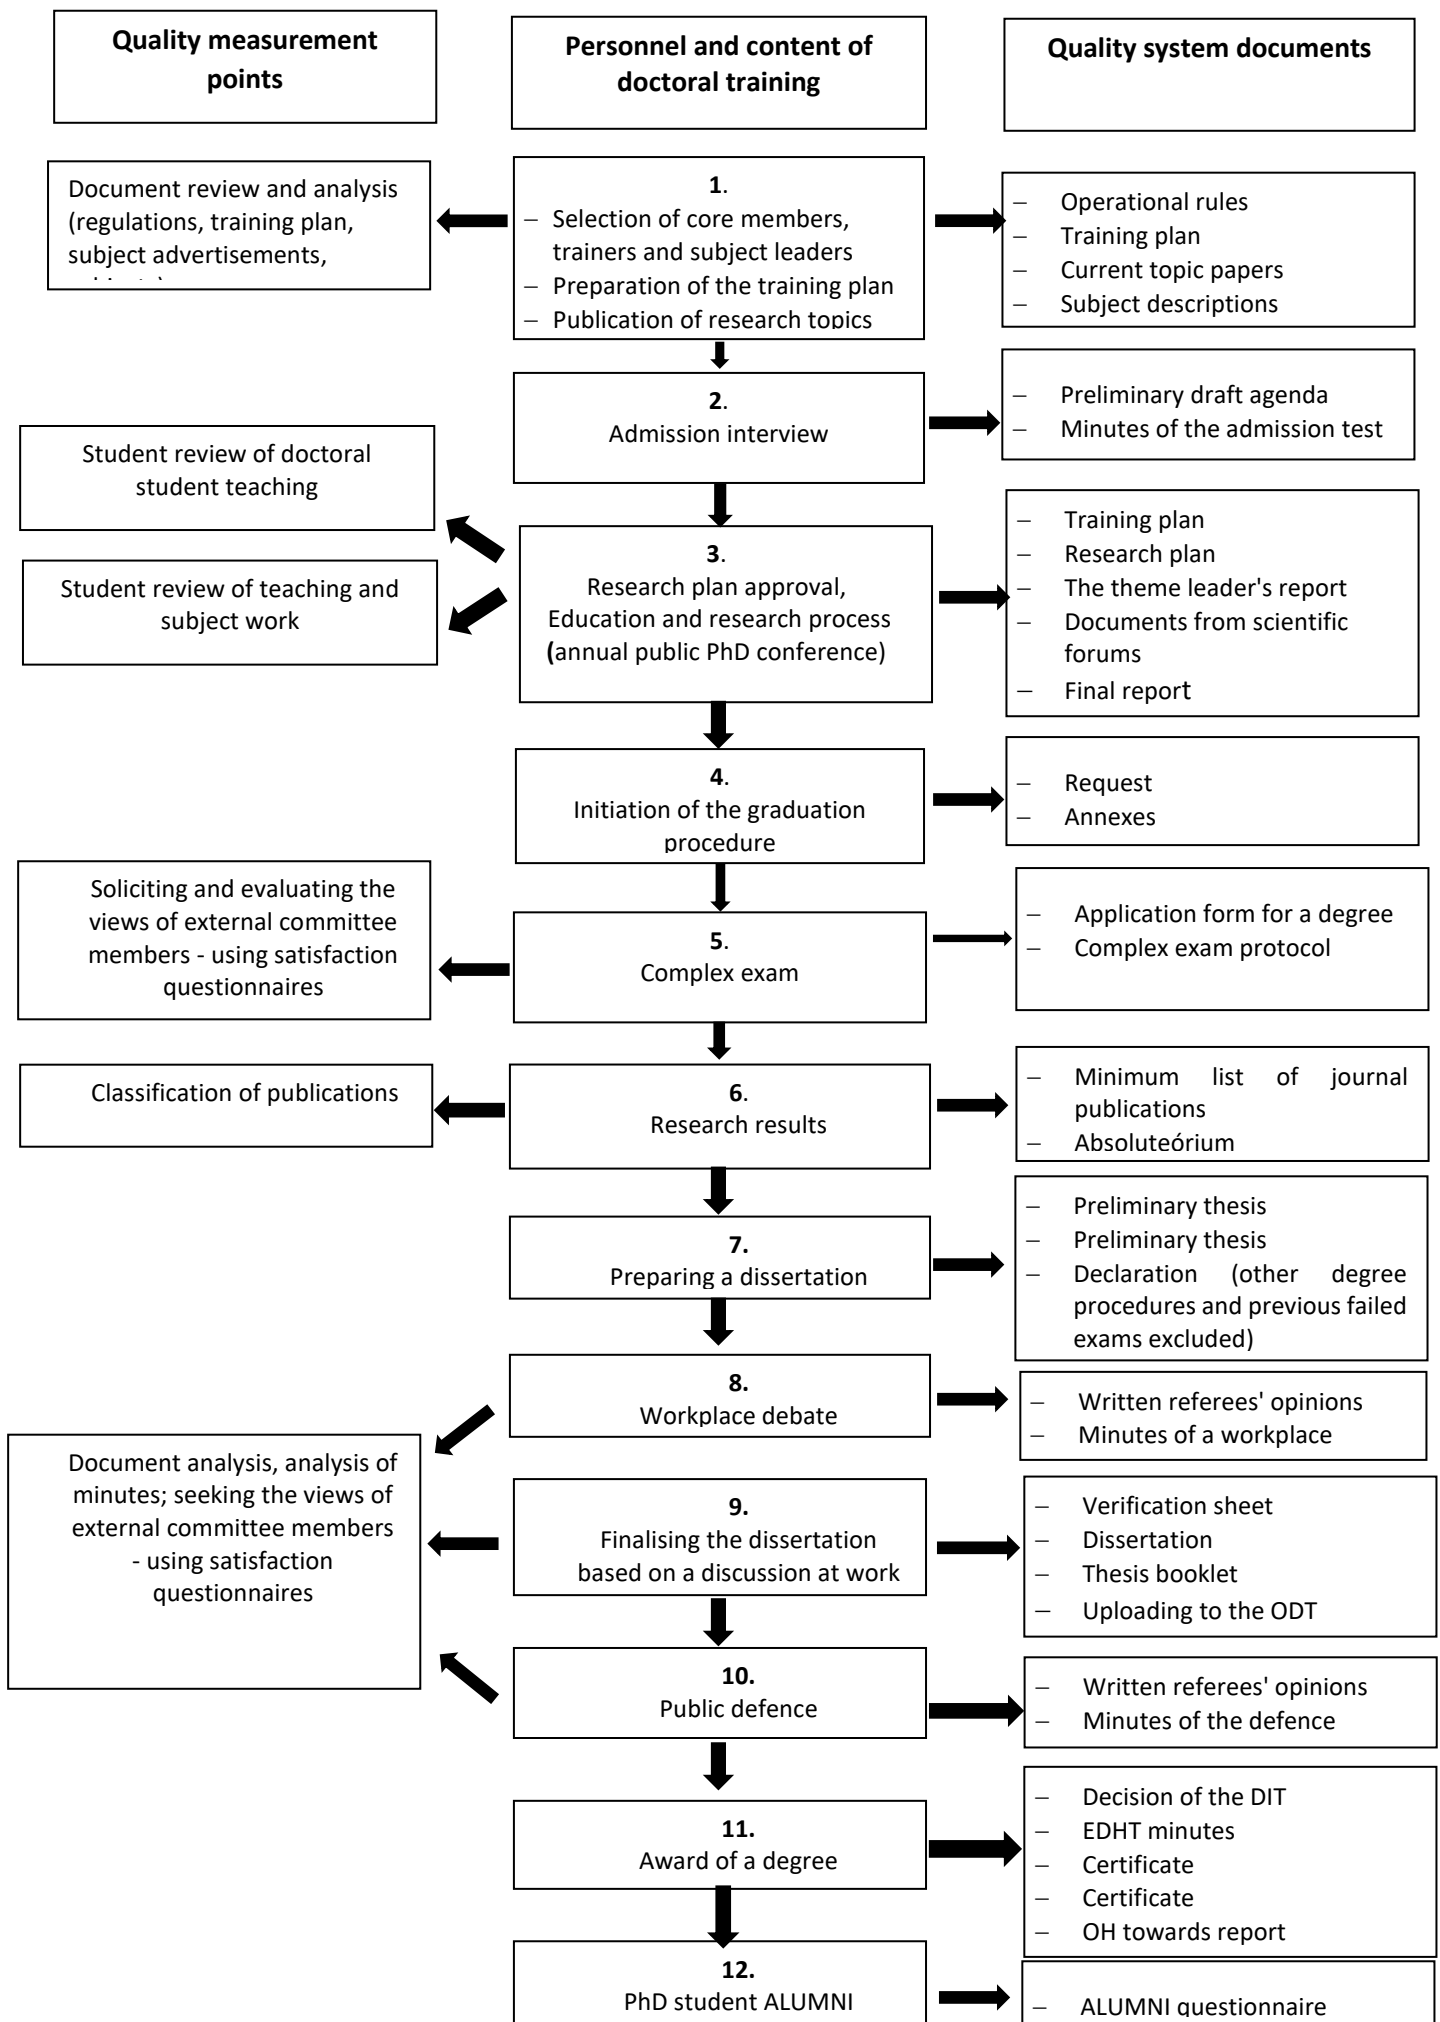 Quality measurement
points
Personnel and content of
doctoral training
Quality system documents
Document review and analysis
(regulations, training plan,
subject advertisements,
1.
– Selection of core members,
trainers and subject leaders
– Preparation of the training plan
– Publication of research topics
– Operational rules
– Training plan
– Current topic papers
– Subject descriptions
2.
Admission interview
– Preliminary draft agenda
– Minutes of the admission test
Student review of doctoral
student teaching
Student review of teaching and
subject work
3.
Research plan approval,
Education and research process
(annual public PhD conference)
– Training plan
– Research plan
– The theme leader's report
– Documents from scientific
forums
– Final report
4.
Initiation of the graduation
procedure
– Request
– Annexes
Soliciting and evaluating the
views of external committee
members - using satisfaction
questionnaires
5.
Complex exam
– Application form for a degree
– Complex exam protocol
Classification of publications
6.
Research results
– Minimum list of journal
publications
– Absoluteórium
7.
Preparing a dissertation
– Preliminary thesis
– Preliminary thesis
– Declaration (other degree
procedures and previous failed
exams excluded)
8.
Workplace debate
– Written referees' opinions
– Minutes of a workplace
Document analysis, analysis of
minutes; seeking the views of
external committee members
- using satisfaction
questionnaires
9.
Finalising the dissertation
based on a discussion at work
– Verification sheet
– Dissertation
– Thesis booklet
– Uploading to the ODT
10.
Public defence
– Written referees' opinions
– Minutes of the defence
11.
Award of a degree
– Decision of the DIT
– EDHT minutes
– Certificate
– Certificate
– OH towards report
12.
PhD student ALUMNI
– ALUMNI questionnaire